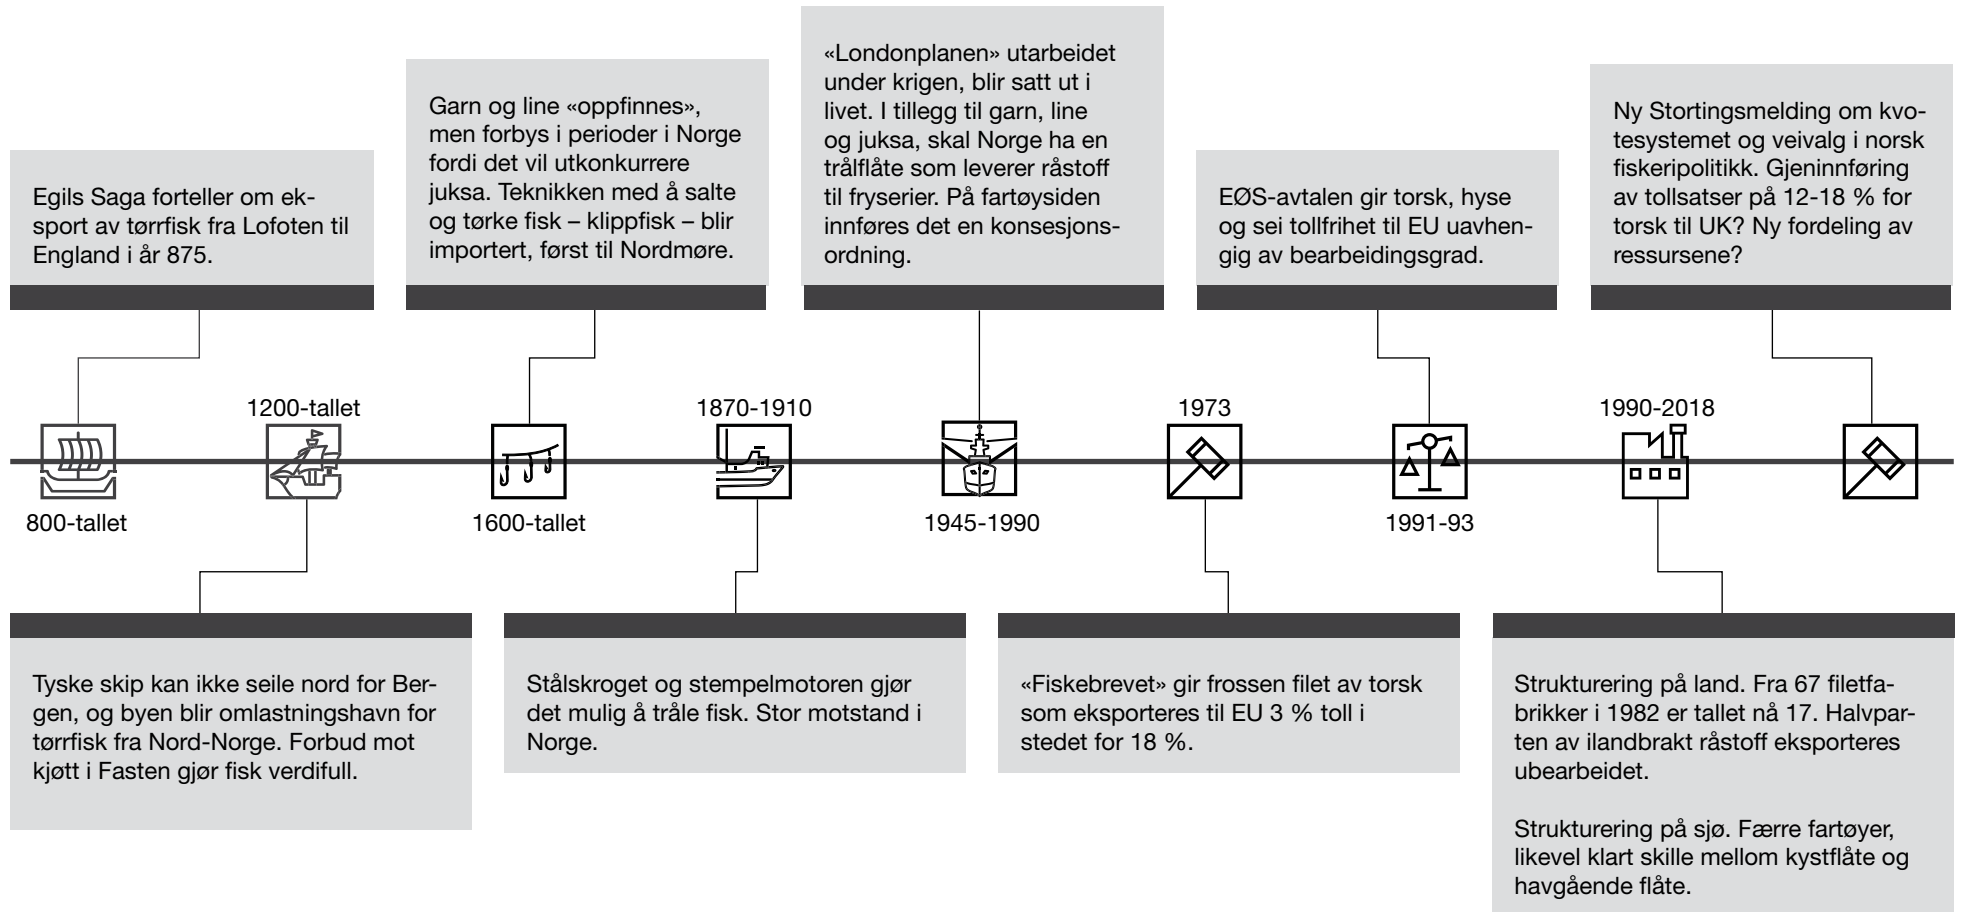 Egils Saga forteller om ek-
sport av tørrfisk fra Lofoten til
England i år 875.
Garn og line «oppfinnes»,
men forbys i perioder i Norge
fordi det vil utkonkurrere
juksa. Teknikken med å salte
og tørke fisk – klippfisk – blir
importert, først til Nordmøre.
«Londonplanen» utarbeidet
under krigen, blir satt ut i
livet. I tillegg til garn, line
og juksa, skal Norge ha en
trålflåte som leverer råstoff
til fryserier. På fartøysiden
innføres det en konsesjons-
ordning.
EØS-avtalen gir torsk, hyse
og sei tollfrihet til EU uavhen-
gig av bearbeidingsgrad.
Ny Stortingsmelding om kvo-
tesystemet og veivalg i norsk
fiskeripolitikk. Gjeninnføring
av tollsatser på 12-18 % for
torsk til UK? Ny fordeling av
ressursene?
800-tallet
1200-tallet
1600-tallet
1870-1910
1945-1990
1973
1991-93
1990-2018
Tyske skip kan ikke seile nord for Ber-
gen, og byen blir omlastningshavn for
tørrfisk fra Nord-Norge. Forbud mot
kjøtt i Fasten gjør fisk verdifull.
Stålskroget og stempelmotoren gjør
det mulig å tråle fisk. Stor motstand i
Norge.
«Fiskebrevet» gir frossen filet av torsk
som eksporteres til EU 3 % toll i
stedet for 18 %.
Strukturering på land. Fra 67 filetfa-
brikker i 1982 er tallet nå 17. Halvpar-
ten av ilandbrakt råstoff eksporteres
ubearbeidet.
Strukturering på sjø. Færre fartøyer,
likevel klart skille mellom kystflåte og
havgående flåte.